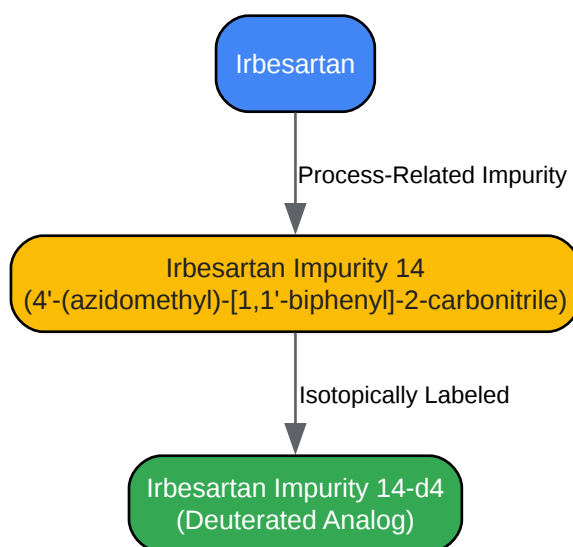 Irbesartan
Process-Related Impurity
Irbesartan Impurity 14
(4'-(azidomethyl)-[1,1'-biphenyl]-2-carbonitrile)
Isotopically Labeled
Irbesartan Impurity 14-d4
(Deuterated Analog)